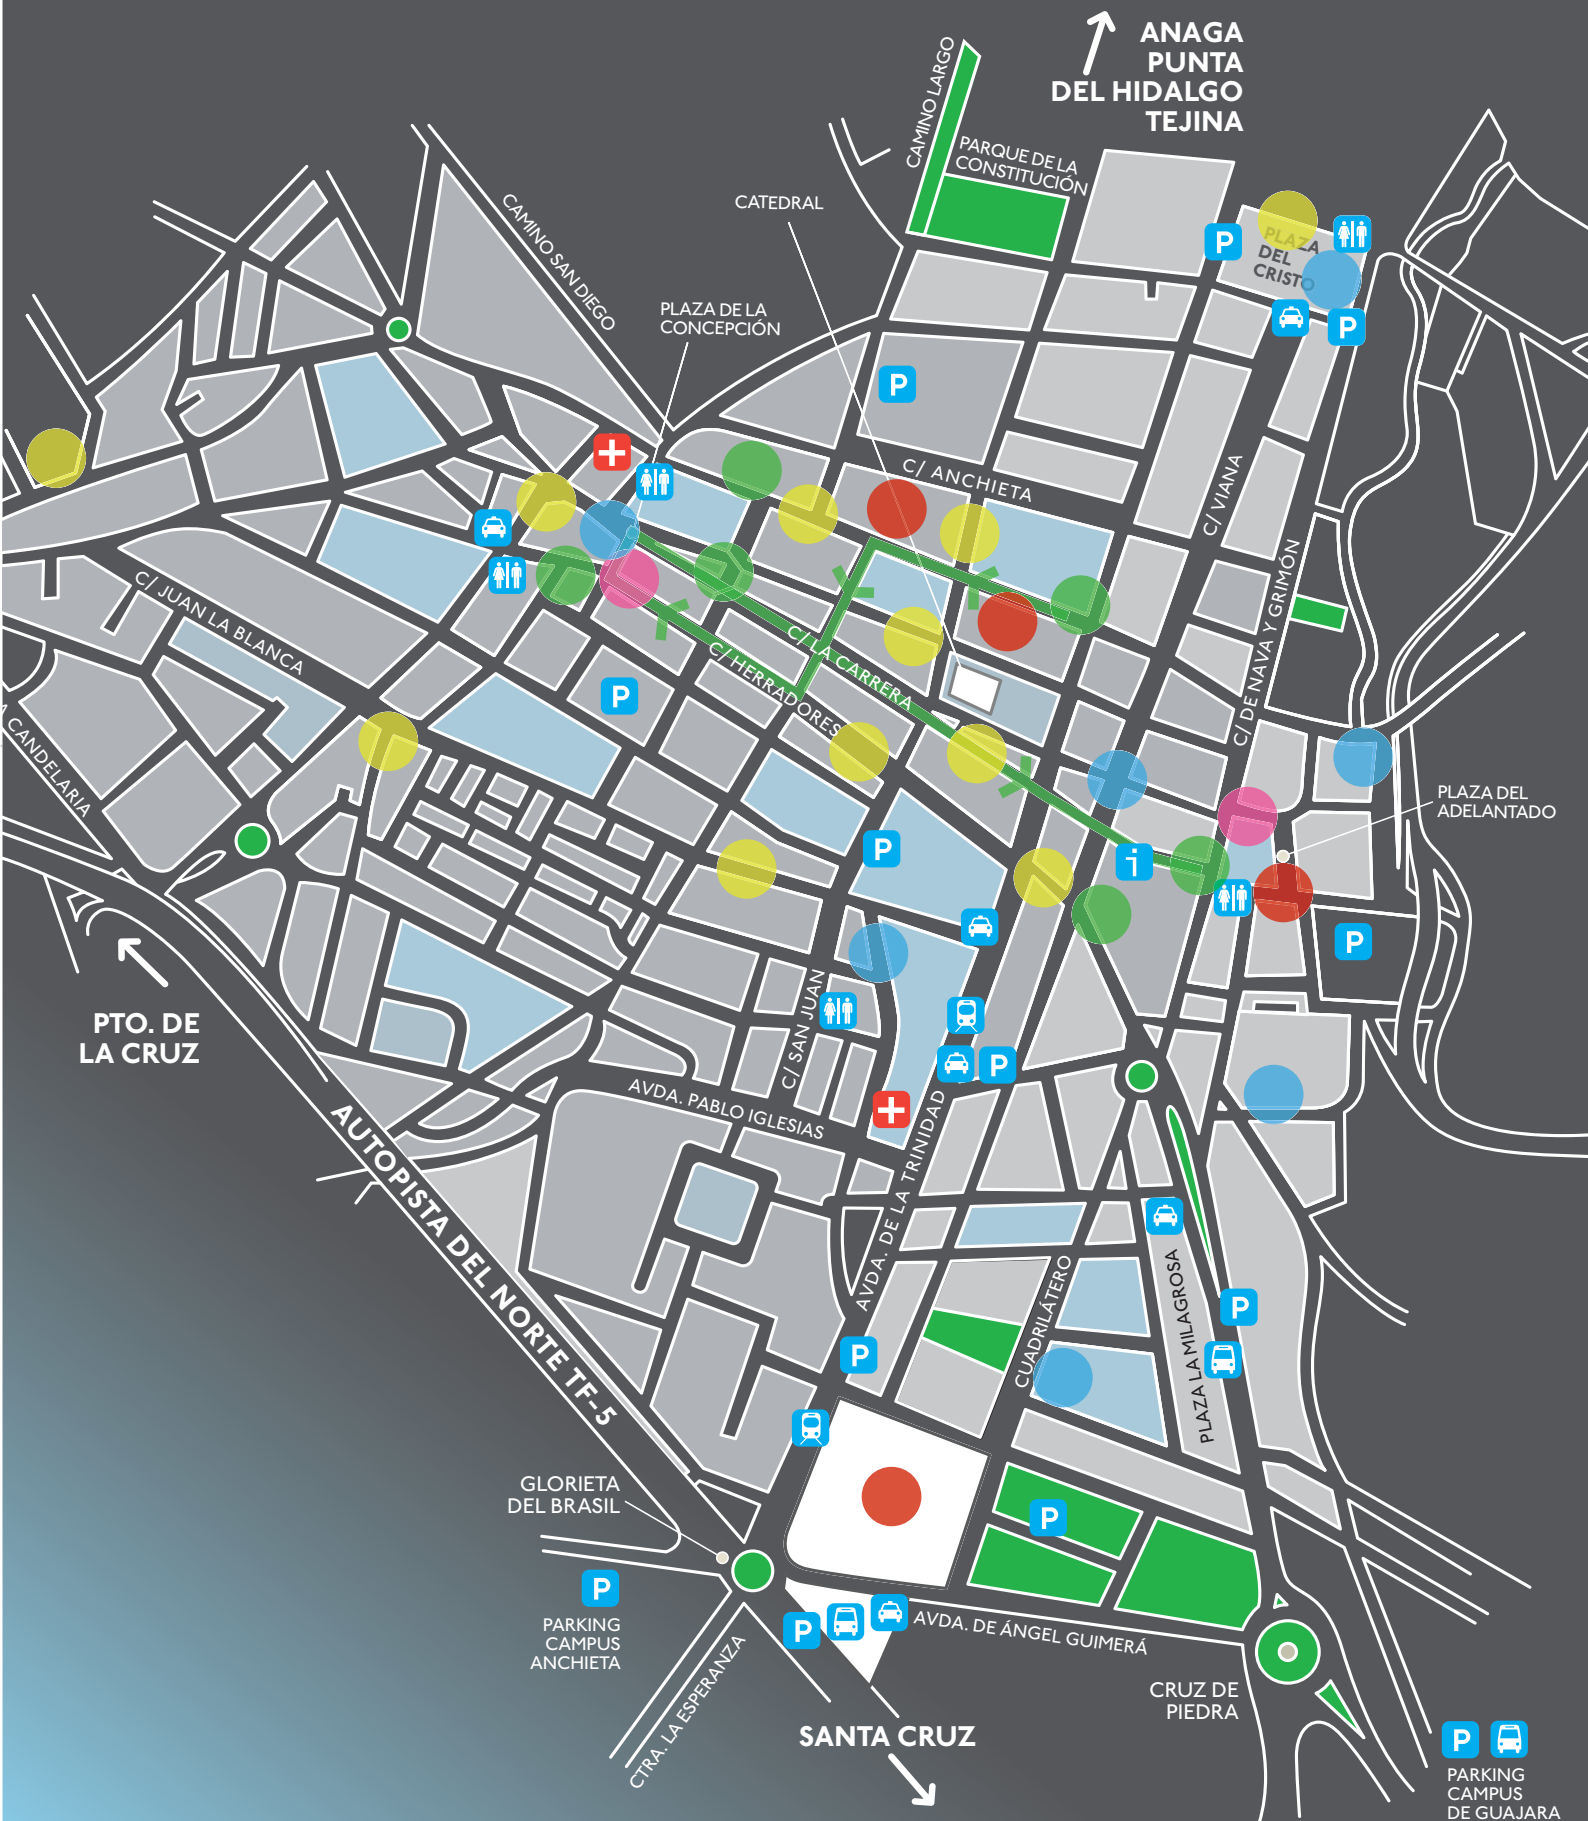 ANAGA
PUNTA
DEL HIDALGO
TEJINA
CAMINO LARGO
PARQUE DE LA
CONSTITUCIÓN
CATEDRAL
CAMINO SAN DIEGO
PLAZA DE LA
CONCEPCIÓN
P
PLAZA
DEL
CRISTO
P
P
C/ ANCHIETA
C/ VIANA
C/ DE NAVA Y GRIMÓN
C/ JUAN LA BLANCA
C/ LA CARRERA
C/ HERRADORES
P
A CANDELARIA
PLAZA DEL
ADELANTADO
P
i
P
PTO. DE
LA CRUZ
C/ SAN JUAN
P
AVDA. PABLO IGLESIAS
AVDA. DE LA TRINIDAD
AUTOPISTA DEL NORTE TF-5
CUADRILÁTERO
PLAZA LA MILAGROSA
P
P
GLORIETA
DEL BRASIL
P
P
PARKING
CAMPUS
ANCHIETA
P
AVDA. DE ÁNGEL GUIMERÁ
CTRA. LA ESPERANZA
CRUZ DE
PIEDRA
SANTA CRUZ
P
PARKING
CAMPUS
DE GUAJARA